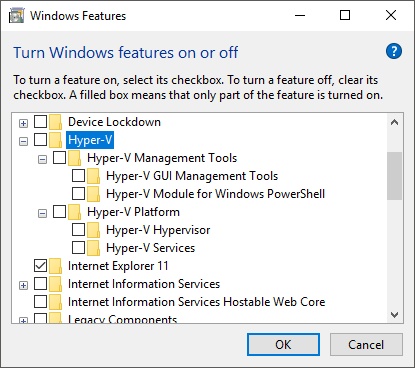 Windows Features
Turn Windows features on or off
?
To turn a feature on, select its checkbox. To turn a feature off, clear its
checkbox. A filled box means that only part of the feature is turned on.
Device Lockdown
Hyper-V
Hyper-V Management Tools
Hyper-V GUI Management Tools
Hyper-V Module for Windows PowerShell
Hyper-V Platform
Hyper-V Hypervisor
Hyper-V Services
Internet Explorer 11
Internet Information Services
Internet Information Services Hostable Web Core
Legacy Components
OK
Cancel